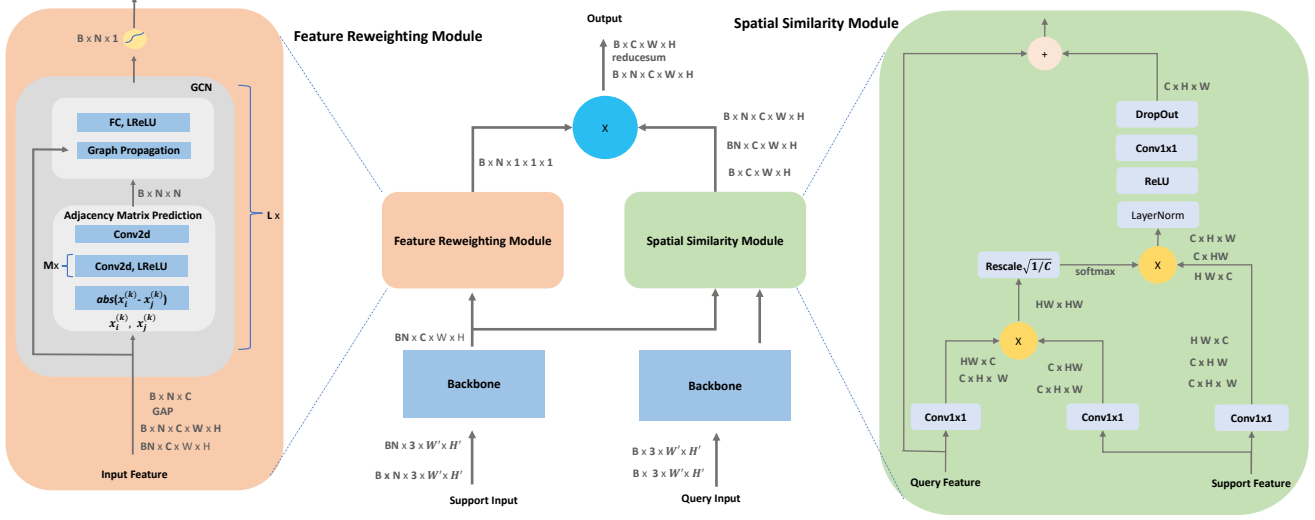 Feature Reweighting Module
B x N x 1
GCN
FC, LReLU
Graph Propagation
B x N x N
Adjacency Matrix Prediction
Conv2d
Mx
Conv2d, LReLU
abs(x_i^(k) - x_j^(k))
x_i^(k), x_j^(k)
L x
B x N x C
GAP
B x N x C x W x H
BN x C x W x H
Input Feature
Output
B x C x W x H
reducesum
B x N x C x W x H
X
B x N x 1 x 1 x 1
B x N x C x W x H
BN x C x W x H
B x C x W x H
Feature Reweighting Module
Spatial Similarity Module
BN x C x W x H
Backbone
Backbone
BN x 3 x W' x H'
B x N x 3 x W' x H'
Support Input
B x 3 x W' x H'
B x 3 x W' x H'
Query Input
Spatial Similarity Module
+
C x H x W
DropOut
Conv1x1
ReLU
LayerNorm
C x H x W
C x HW
H W x C
X
Rescale√1/C
softmax
HW x HW
X
HW x C
C x H x W
C x HW
C x H x W
H W x C
C x H W
C x H x W
Conv1x1
Conv1x1
Conv1x1
Query Feature
Support Feature